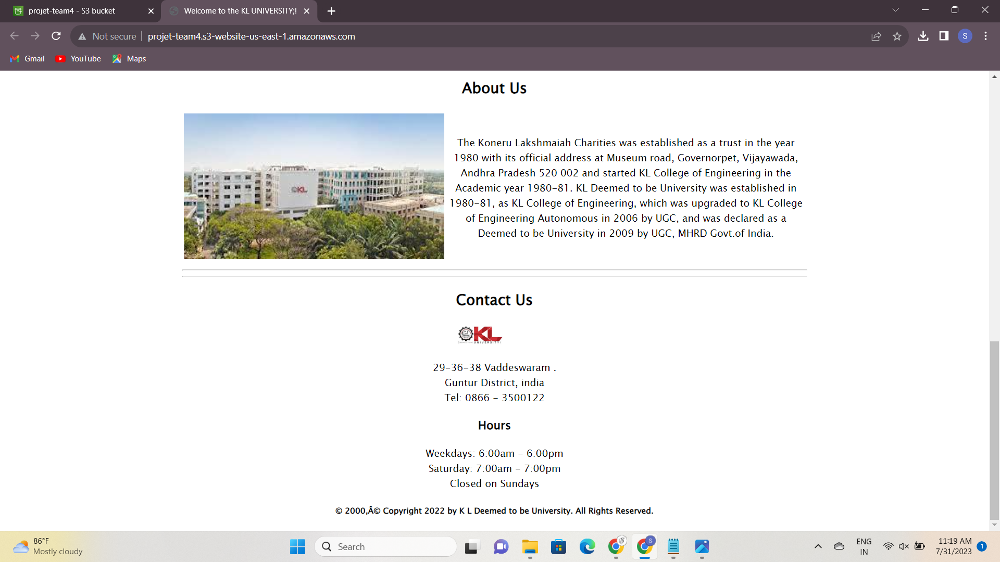 projet-team4 - S3 bucket
Welcome to the KL UNIVERSITY;!
Not secure
projet-team4.s3-website-us-east-1.amazonaws.com
S
Gmail
YouTube
Maps
About Us
KL
The Koneru Lakshmaiah Charities was established as a trust in the year
1980 with its official address at Museum road, Governorpet, Vijayawada,
Andhra Pradesh 520 002 and started KL College of Engineering in the
Academic year 1980-81. KL Deemed to be University was established in
1980-81, as KL College of Engineering, which was upgraded to KL College
of Engineering Autonomous in 2006 by UGC, and was declared as a
Deemed to be University in 2009 by UGC, MHRD Govt.of India.
Contact Us
KL
UNIVERSITY
29-36-38 Vaddeswaram .
Guntur District, india
Tel: 0866 - 3500122
Hours
Weekdays: 6:00am - 6:00pm
Saturday: 7:00am - 7:00pm
Closed on Sundays
© 2000,Â© Copyright 2022 by K L Deemed to be University. All Rights Reserved.
86°F
Mostly cloudy
Search
S
ENG
IN
11:19 AM
7/31/2023
1